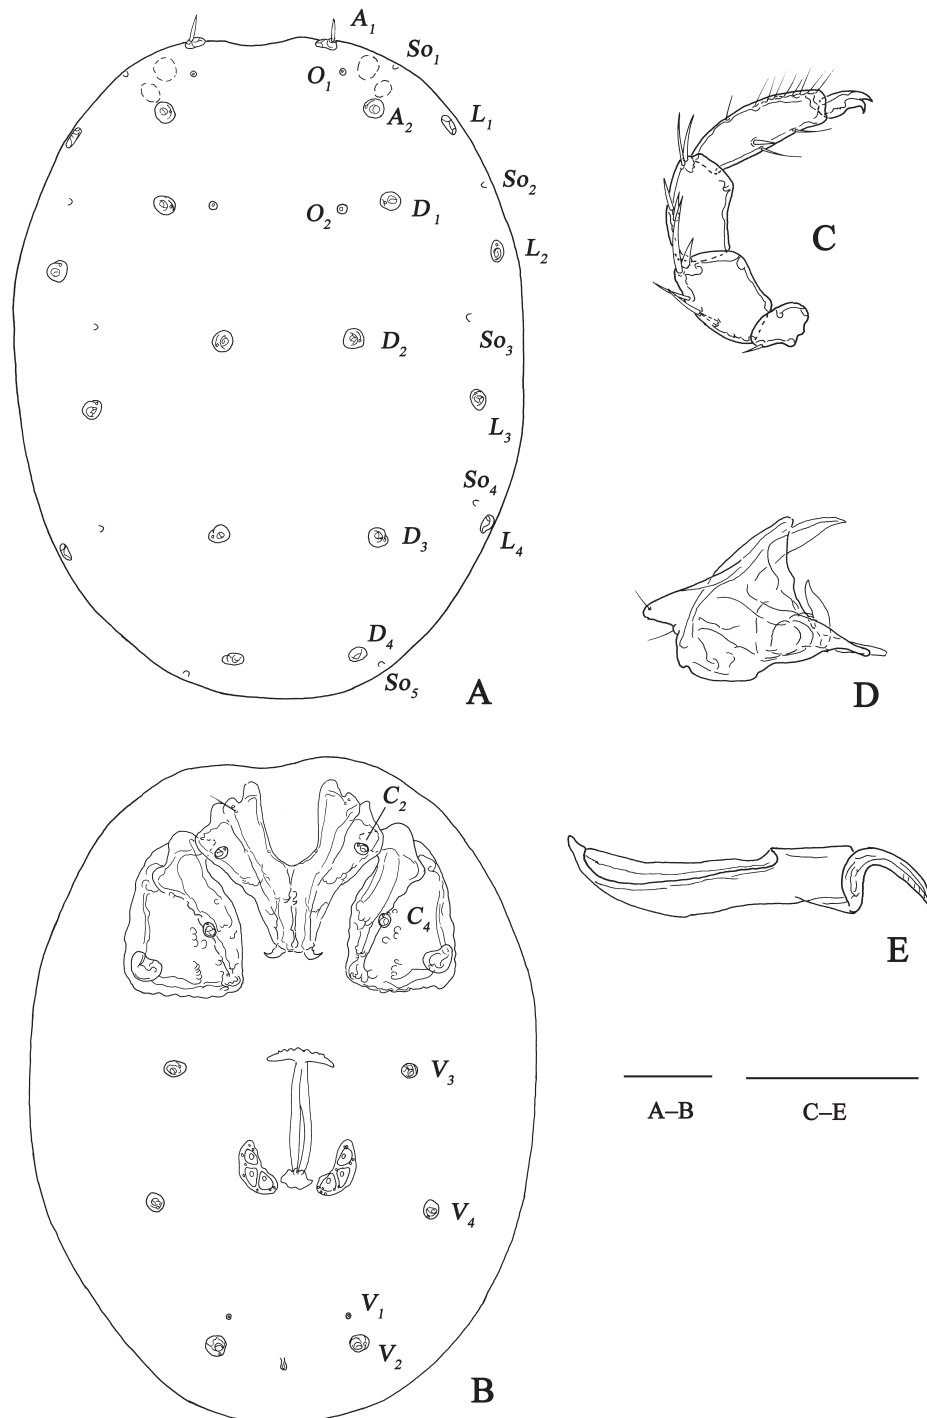 A₁
So₁
O₁
A₂
L₁
So₂
O₂
D₁
L₂
D₂
So₃
L₃
So₄
D₃
L₄
D₄
So₅
A
C
D
C₂
C₄
E
V₃
A–B
C–E
V₄
V₁
V₂
B